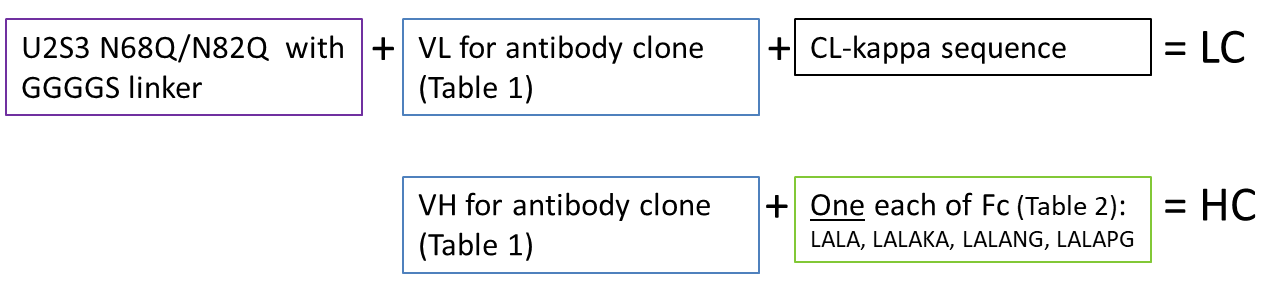 U2S3 N68Q/N82Q with
GGGGS linker
+
VL for antibody clone
(Table 1)
+
CL-kappa sequence
= LC
VH for antibody clone
(Table 1)
+
One each of Fc (Table 2):
LALA, LALAKA, LALANG, LALAPG
= HC